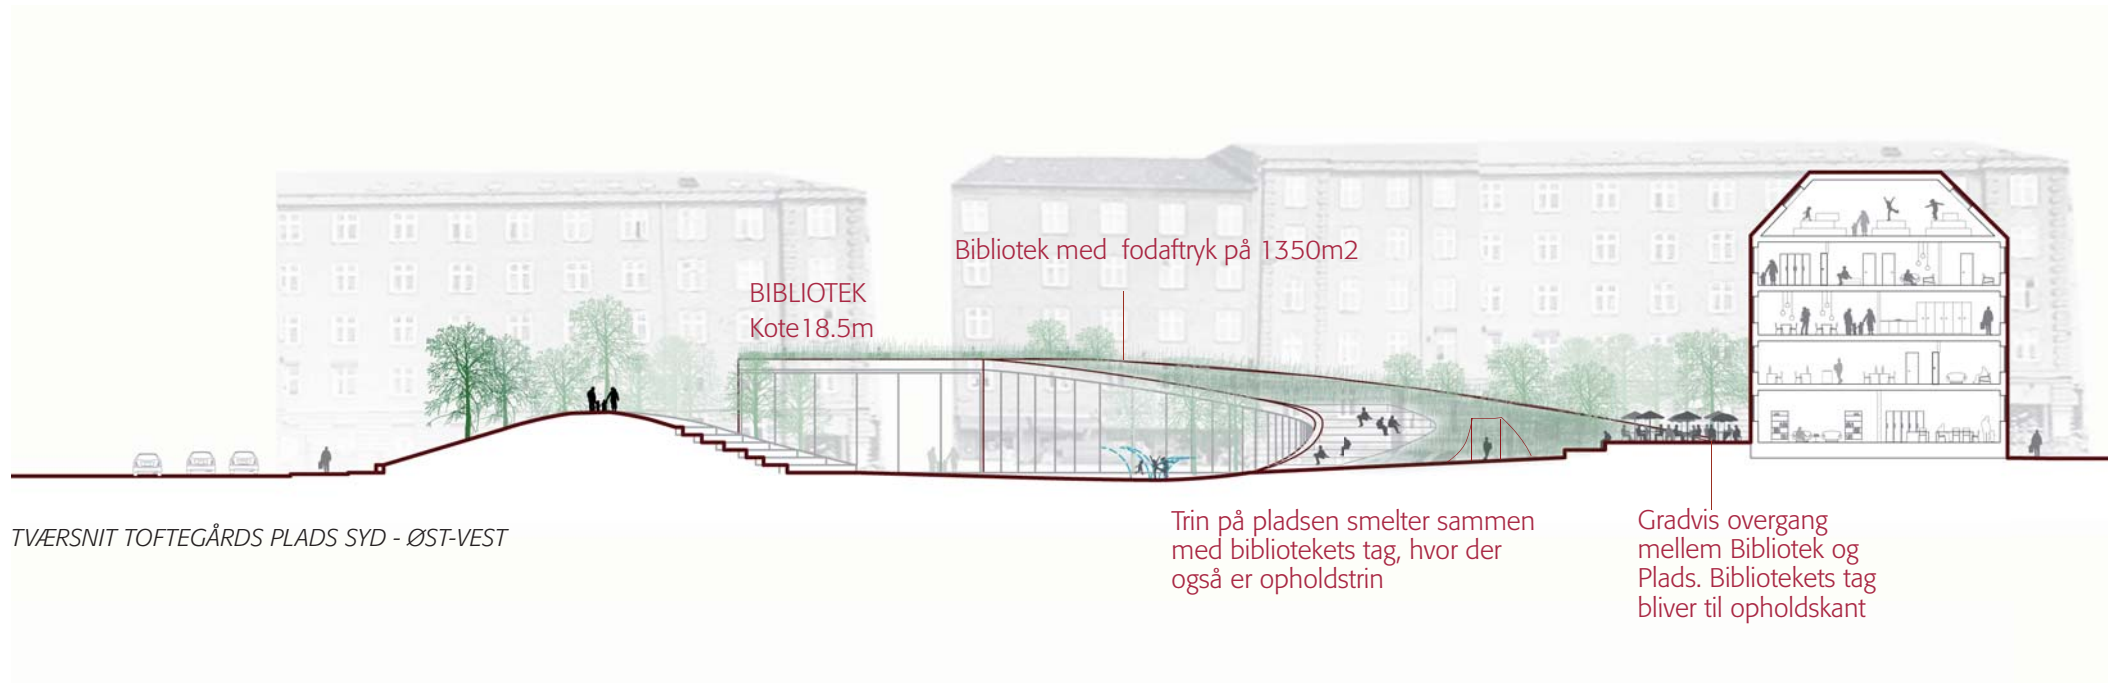 Bibliotek med fodaftryk på 1350m2
BIBLIOTEK
Kote18.5m
TVÆRSNIT TOFTEGÅRDS PLADS SYD - ØST-VEST
Trin på pladsen smelter sammen
med bibliotekets tag, hvor der
også er opholdstrin
Gradvis overgang
mellem Bibliotek og
Plads. Bibliotekets tag
bliver til opholdskant